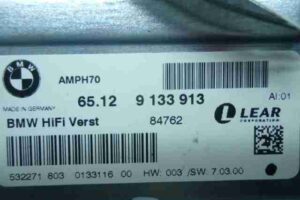 BMW
AMPH70
MADE IN GERMANY
65.12 9 133 913
AI:01
BMW HiFi Verst 84762
LEAR
CORPORATION
532271 803 0133116 00 HW: 003 /SW: 7.03.00